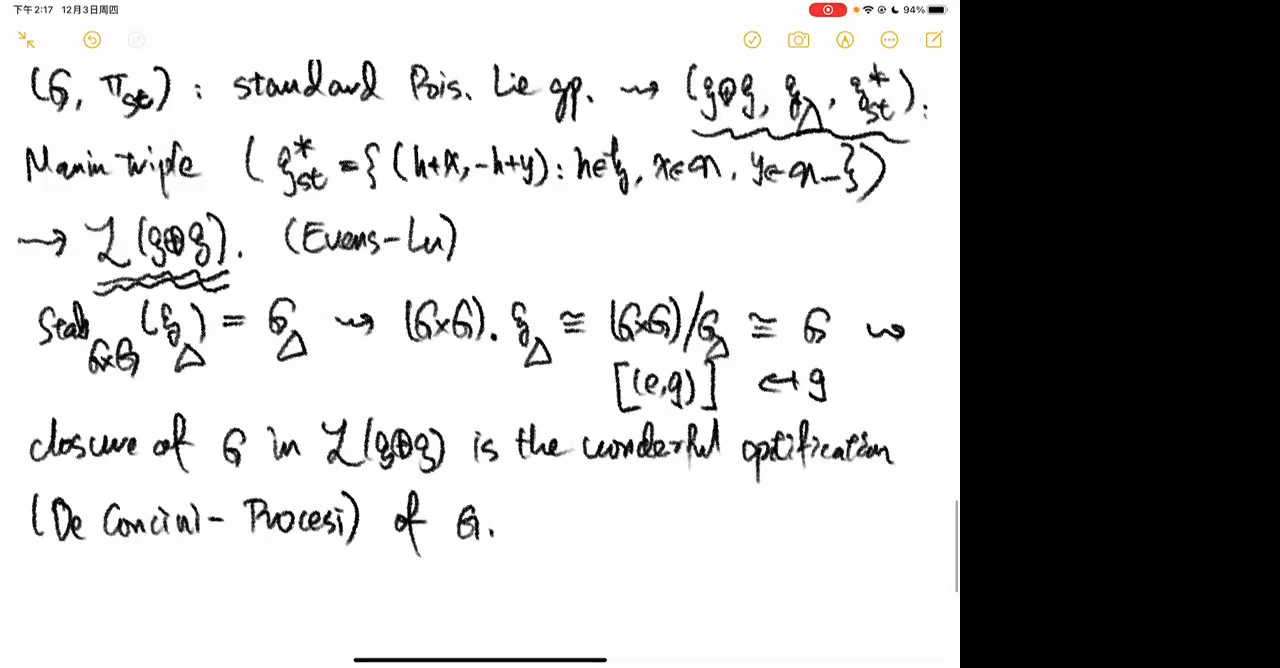 下午2:17 12月3日周四
94%
(G, π_st) : standard Pois. Lie gp. ⇝ (𝔤⊕𝔤, 𝔤_Δ, 𝔤*_st).
Manin triple ( 𝔤*_st = { (h+x, -h+y) : h∈𝔥, x∈𝔫, y∈𝔫_- } )
→ ℒ(𝔤⊕𝔤). (Evens-Lu)
Stab_{G×G} (𝔤_Δ) = G_Δ ⇝ (G×G).𝔤_Δ ≅ (G×G)/G_Δ ≅ G ⇝
[(e,g)] ↤ g
closure of G in ℒ(𝔤⊕𝔤) is the wonderful cptification
(De Concini - Procesi) of G.